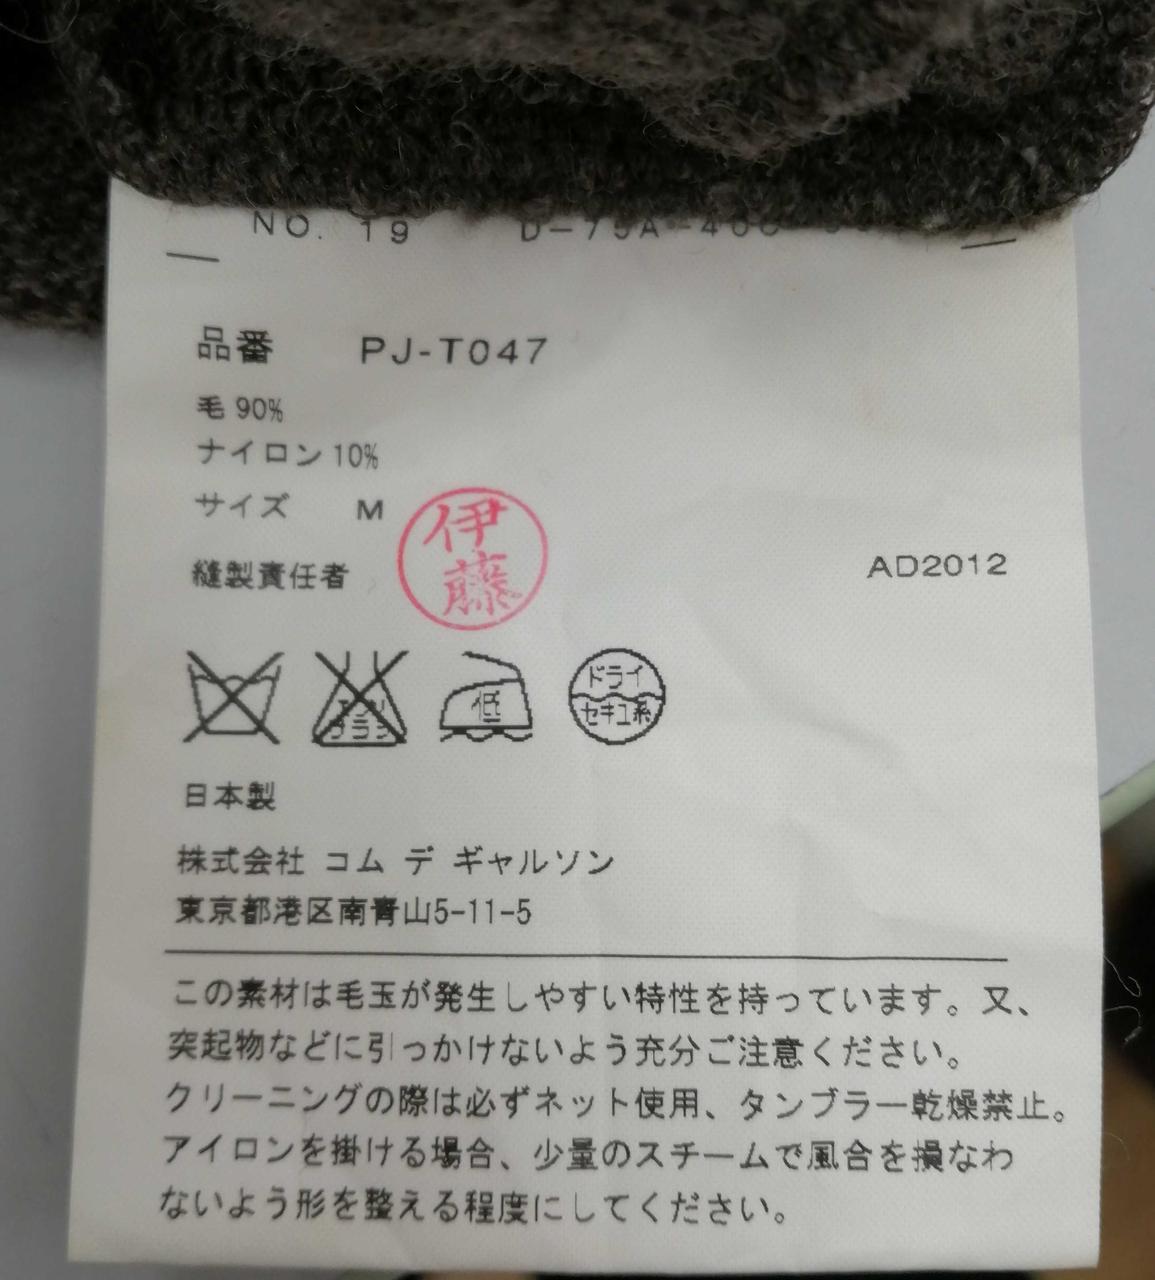 NO. 19
品番 PJ-T047
毛 90%
ナイロン 10%
サイズ M
伊藤
縫製責任者
AD2012
エンソ
フラン
低
ドライ
セキユ系
日本製
株式会社 コム デ ギャルソン
東京都港区南青山5-11-5
この素材は毛玉が発生しやすい特性を持っています。又、
突起物などに引っかけないよう充分ご注意ください。
クリーニングの際は必ずネット使用、タンブラー乾燥禁止。
アイロンを掛ける場合、少量のスチームで風合を損なわ
ないよう形を整える程度にしてください。